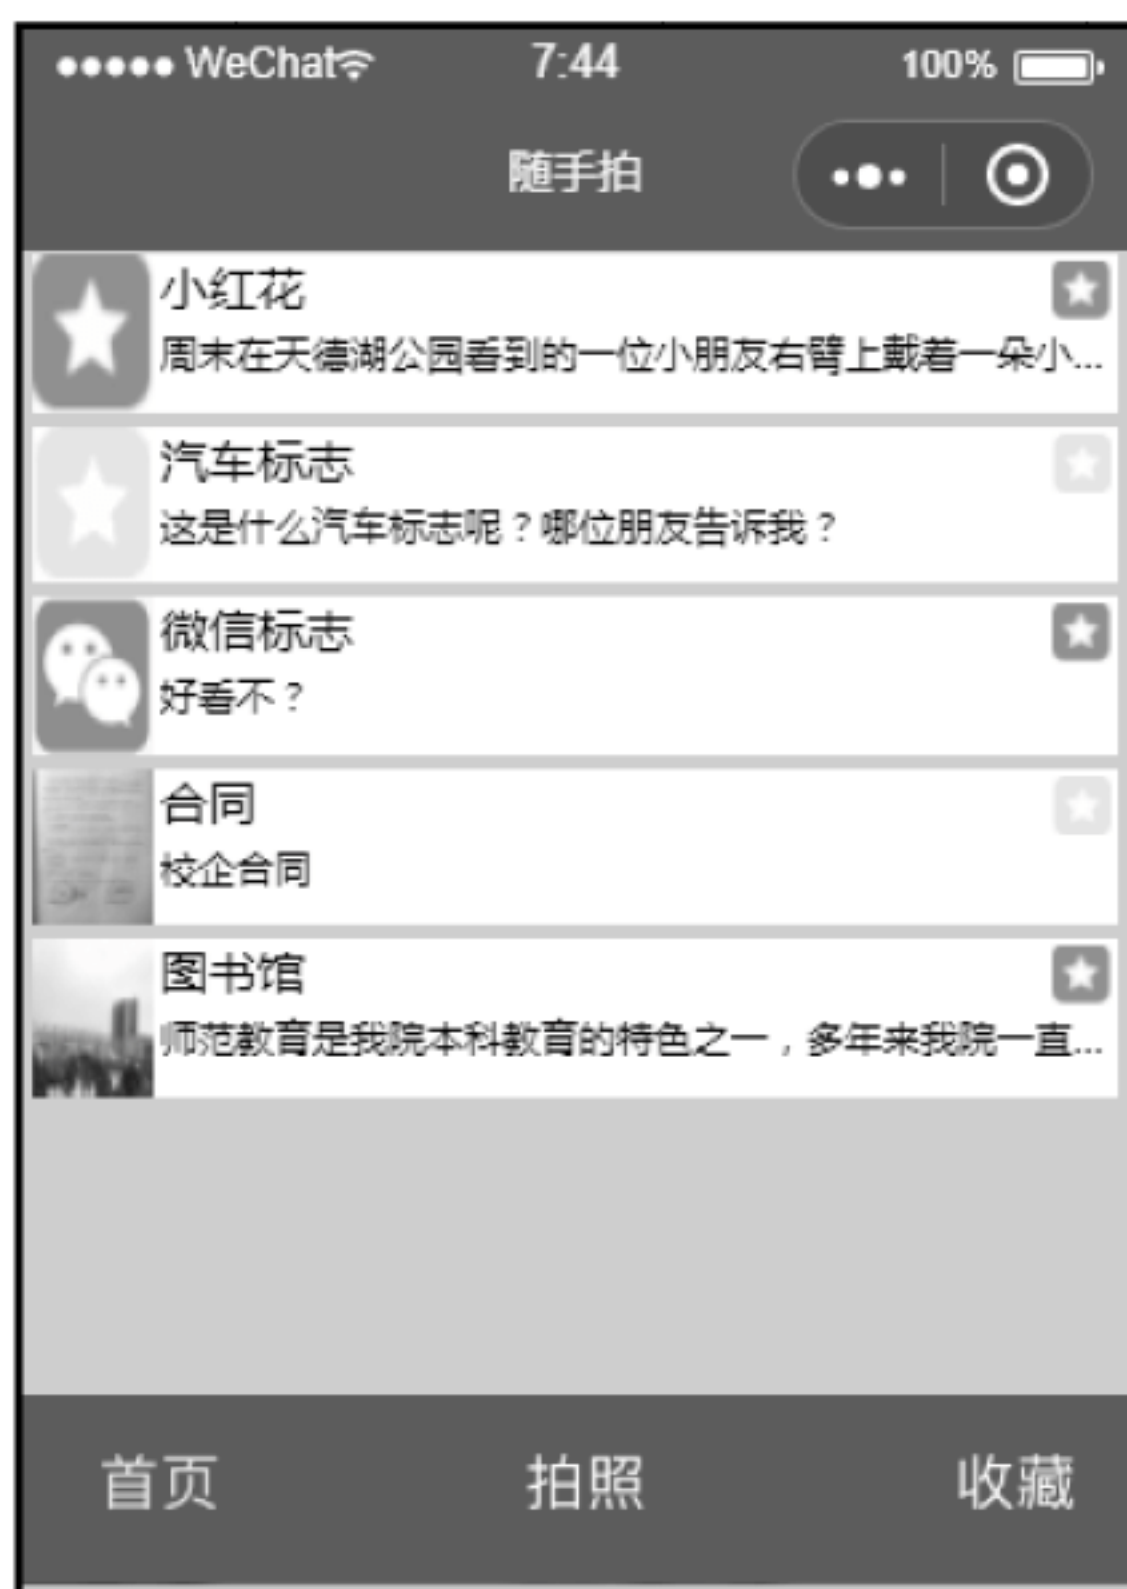 WeChat 7:44 100%
随手拍
小红花
周末在天德湖公园看到的一位小朋友右臂上戴着一朵小...
汽车标志
这是什么汽车标志呢？哪位朋友告诉我？
微信标志
好看不？
合同
校企合同
图书馆
师范教育是我院本科教育的特色之一，多年来我院一直...
首页 拍照 收藏